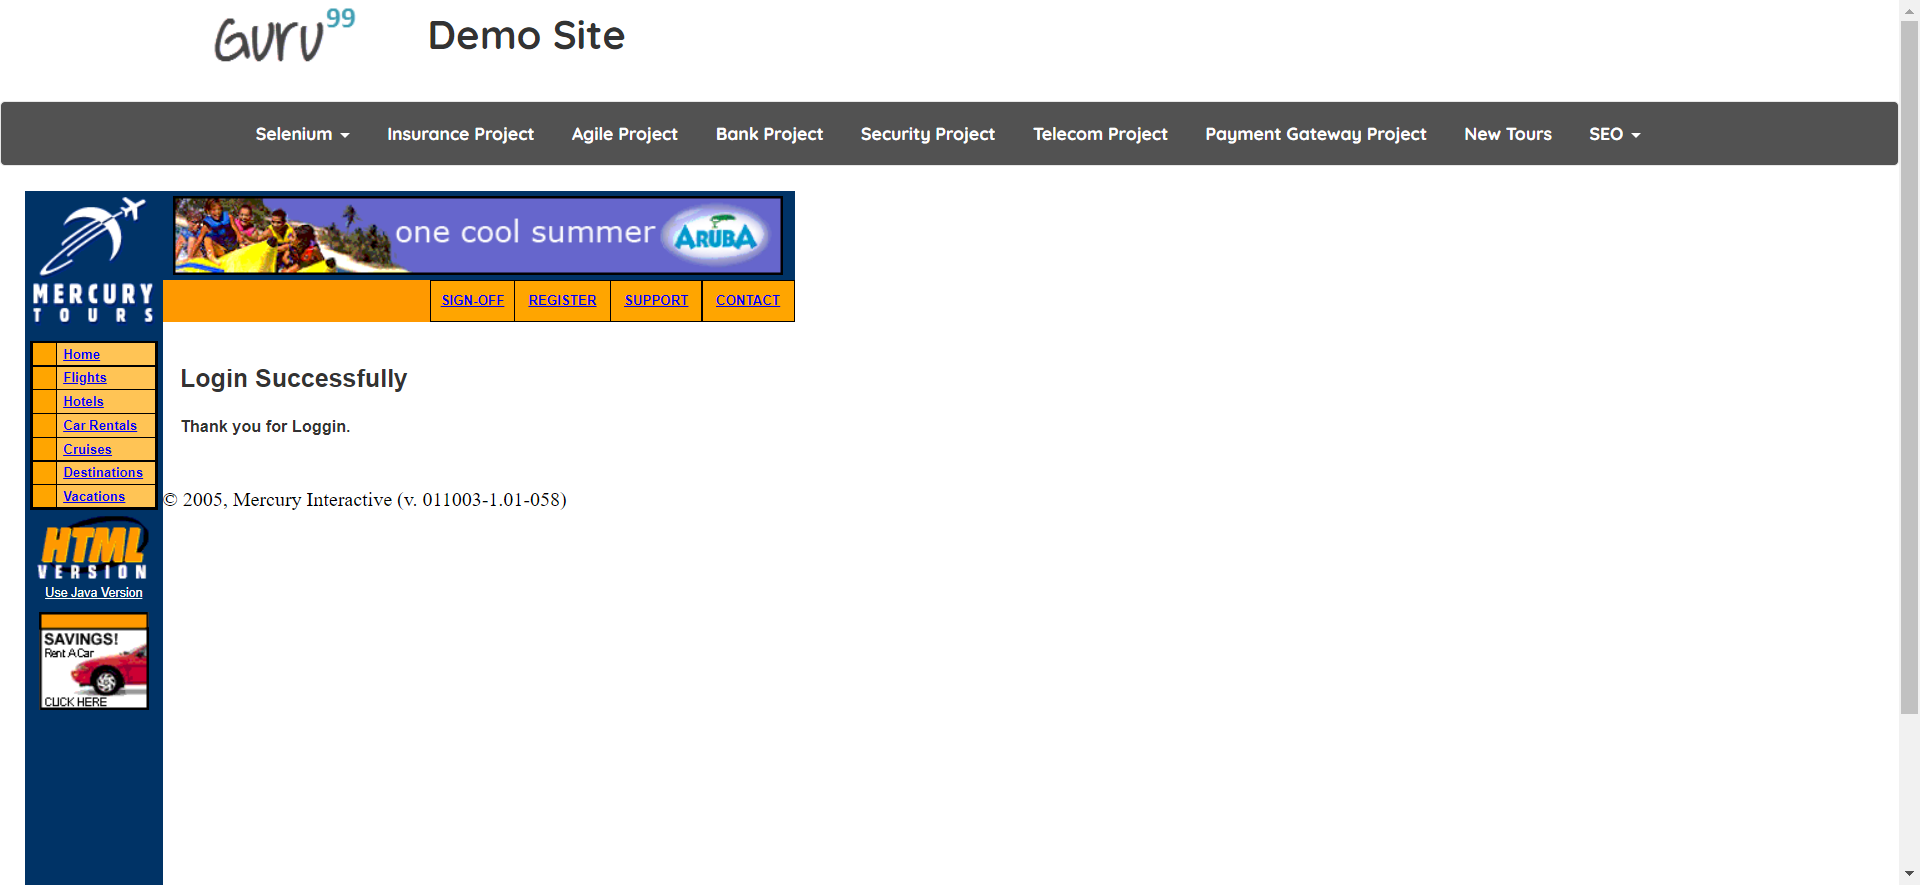 Guru99
Demo Site
Selenium
Insurance Project
Agile Project
Bank Project
Security Project
Telecom Project
Payment Gateway Project
New Tours
SEO
MERCURY
TOURS
one cool summer
ARUBA
SIGN-OFF
REGISTER
SUPPORT
CONTACT
Home
Flights
Hotels
Car Rentals
Cruises
Destinations
Vacations
Login Successfully
Thank you for Loggin.
© 2005, Mercury Interactive (v. 011003-1.01-058)
HTML
VERSION
Use Java Version
SAVINGS!
Rent A Car
CLICK HERE